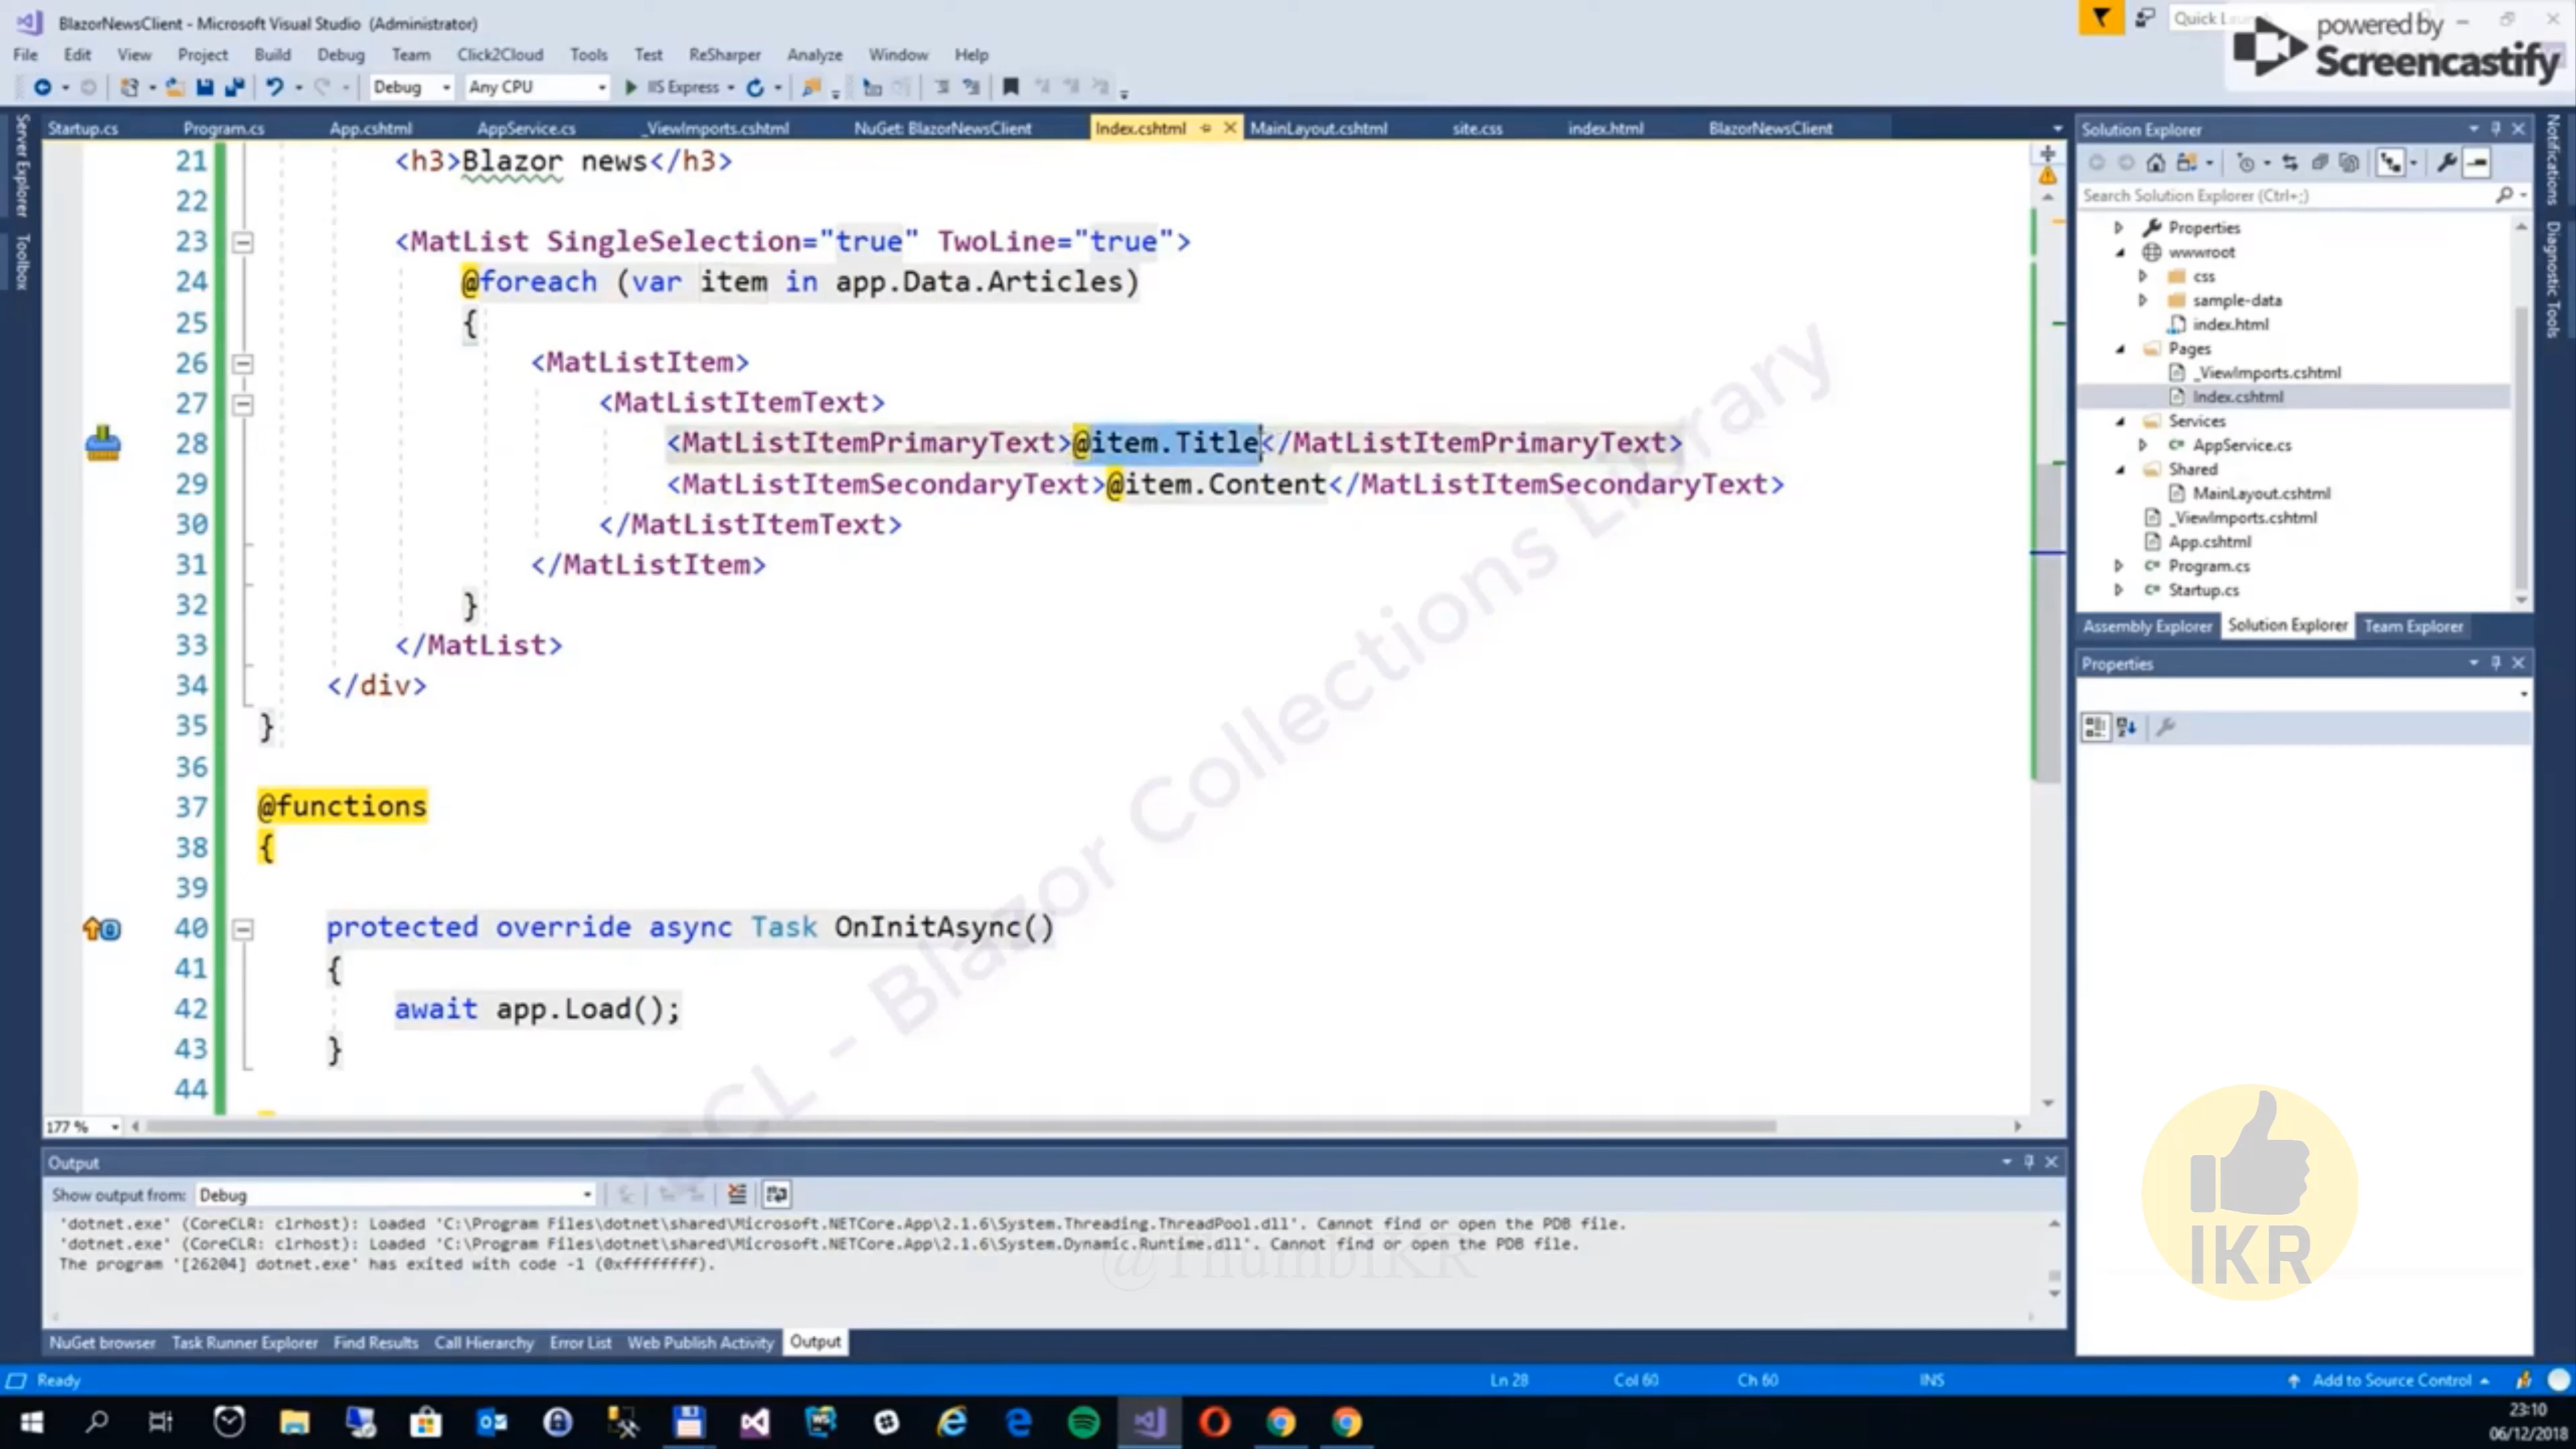 BlazorNewsClient - Microsoft Visual Studio (Administrator)
powered by
Screencastify
File Edit View Project Build Debug Team Click2Cloud Tools Test ReSharper Analyze Window Help
Debug Any CPU IIS Express
Startup.cs Program.cs App.cshtml AppService.cs _ViewImports.cshtml NuGet: BlazorNewsClient Index.cshtml MainLayout.cshtml site.css index.html BlazorNewsClient
Server Explorer
Toolbox
21 <h3>Blazor news</h3>
22
23 <MatList SingleSelection="true" TwoLine="true">
24 @foreach (var item in app.Data.Articles)
25 {
26 <MatListItem>
27 <MatListItemText>
28 <MatListItemPrimaryText>@item.Title</MatListItemPrimaryText>
29 <MatListItemSecondaryText>@item.Content</MatListItemSecondaryText>
30 </MatListItemText>
31 </MatListItem>
32 }
33 </MatList>
34 </div>
35 }
36
37 @functions
38 {
39
40 protected override async Task OnInitAsync()
41 {
42 await app.Load();
43 }
44
177 %
- Blazor Collections Library
Solution Explorer
Search Solution Explorer (Ctrl+;)
Properties
wwwroot
css
sample-data
index.html
Pages
_ViewImports.cshtml
Index.cshtml
Services
AppService.cs
Shared
MainLayout.cshtml
_ViewImports.cshtml
App.cshtml
Program.cs
Startup.cs
Assembly Explorer Solution Explorer Team Explorer
Properties
Notifications
Diagnostic Tools
IKR
Output
Show output from: Debug
'dotnet.exe' (CoreCLR: clrhost): Loaded 'C:\Program Files\dotnet\shared\Microsoft.NETCore.App\2.1.6\System.Threading.ThreadPool.dll'. Cannot find or open the PDB file.
'dotnet.exe' (CoreCLR: clrhost): Loaded 'C:\Program Files\dotnet\shared\Microsoft.NETCore.App\2.1.6\System.Dynamic.Runtime.dll'. Cannot find or open the PDB file.
The program '[26204] dotnet.exe' has exited with code -1 (0xffffffff).
@ThumbIKR
NuGet browser Task Runner Explorer Find Results Call Hierarchy Error List Web Publish Activity Output
Ready Ln 28 Col 60 Ch 60 INS Add to Source Control
23:10
06/12/2018